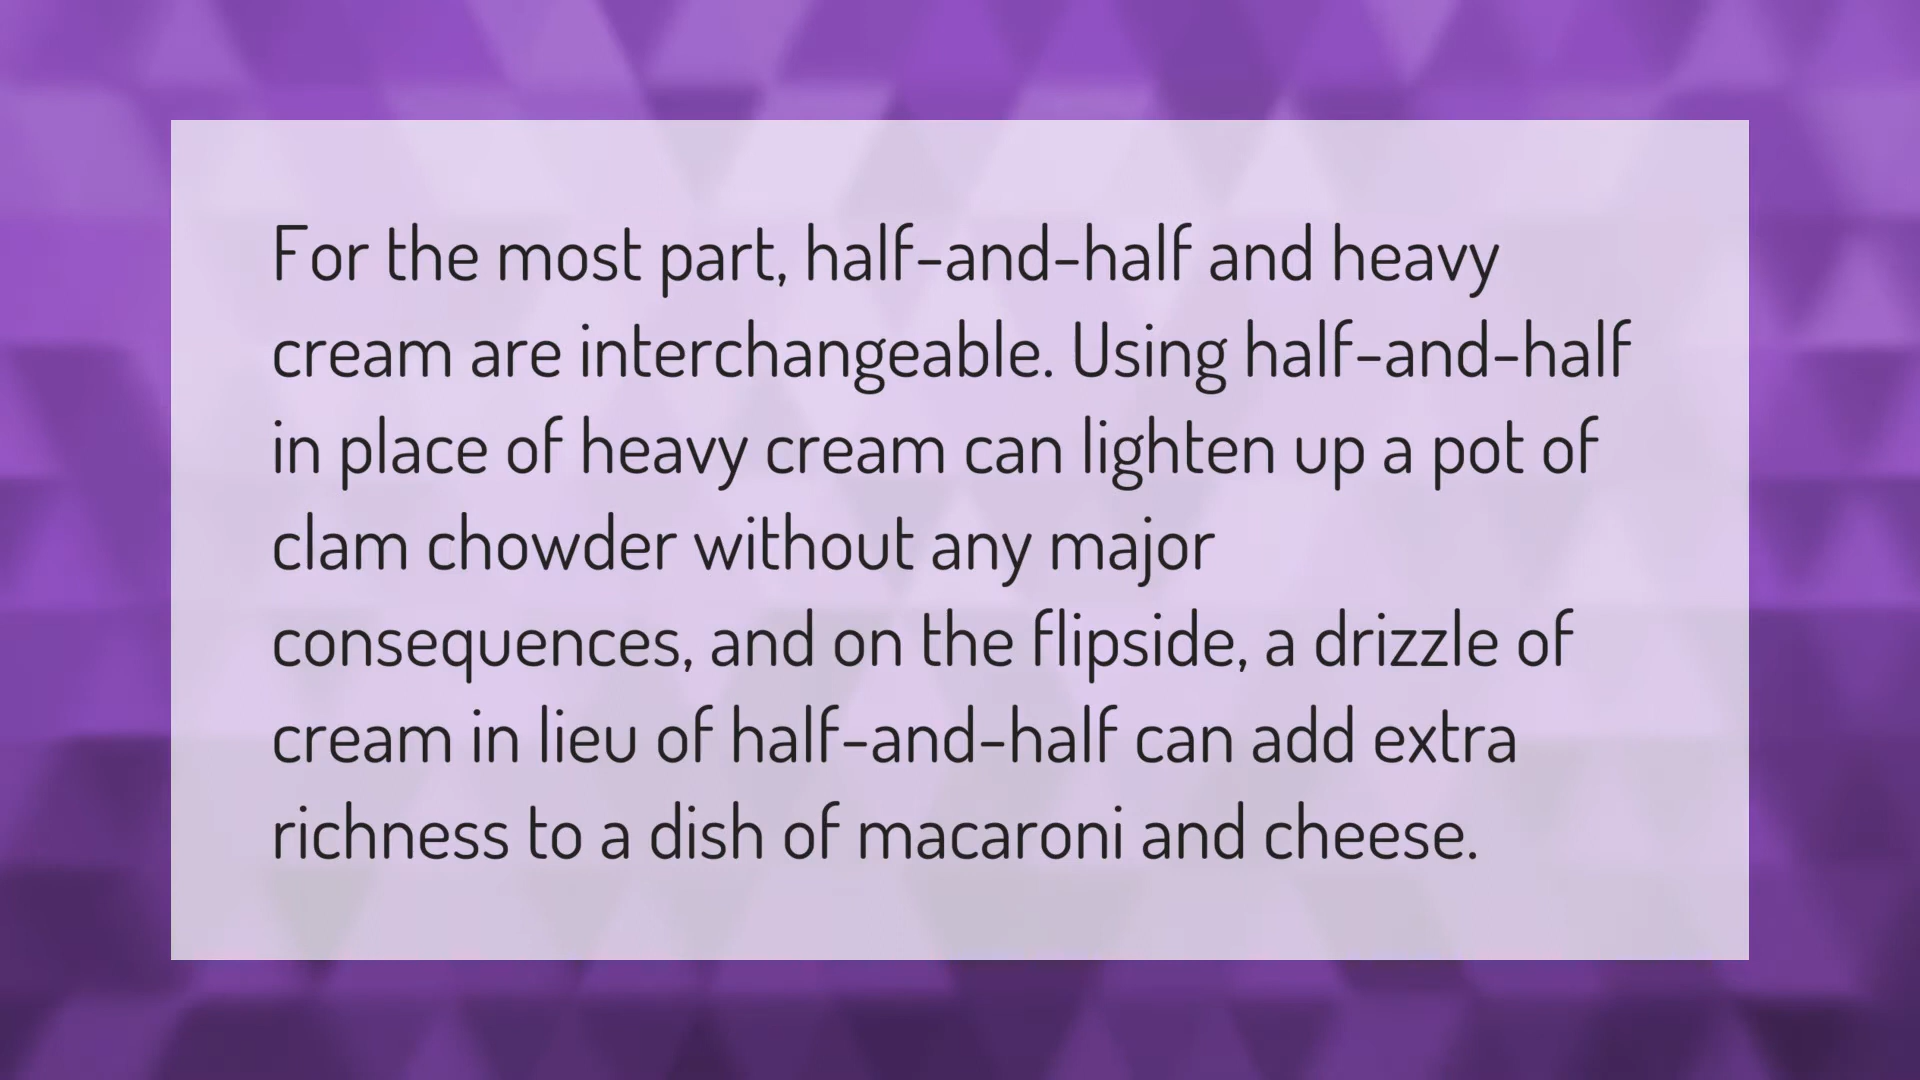 For the most part, half-and-half and heavy
cream are interchangeable. Using half-and-half
in place of heavy cream can lighten up a pot of
clam chowder without any major
consequences, and on the flipside, a drizzle of
cream in lieu of half-and-half can add extra
richness to a dish of macaroni and cheese.